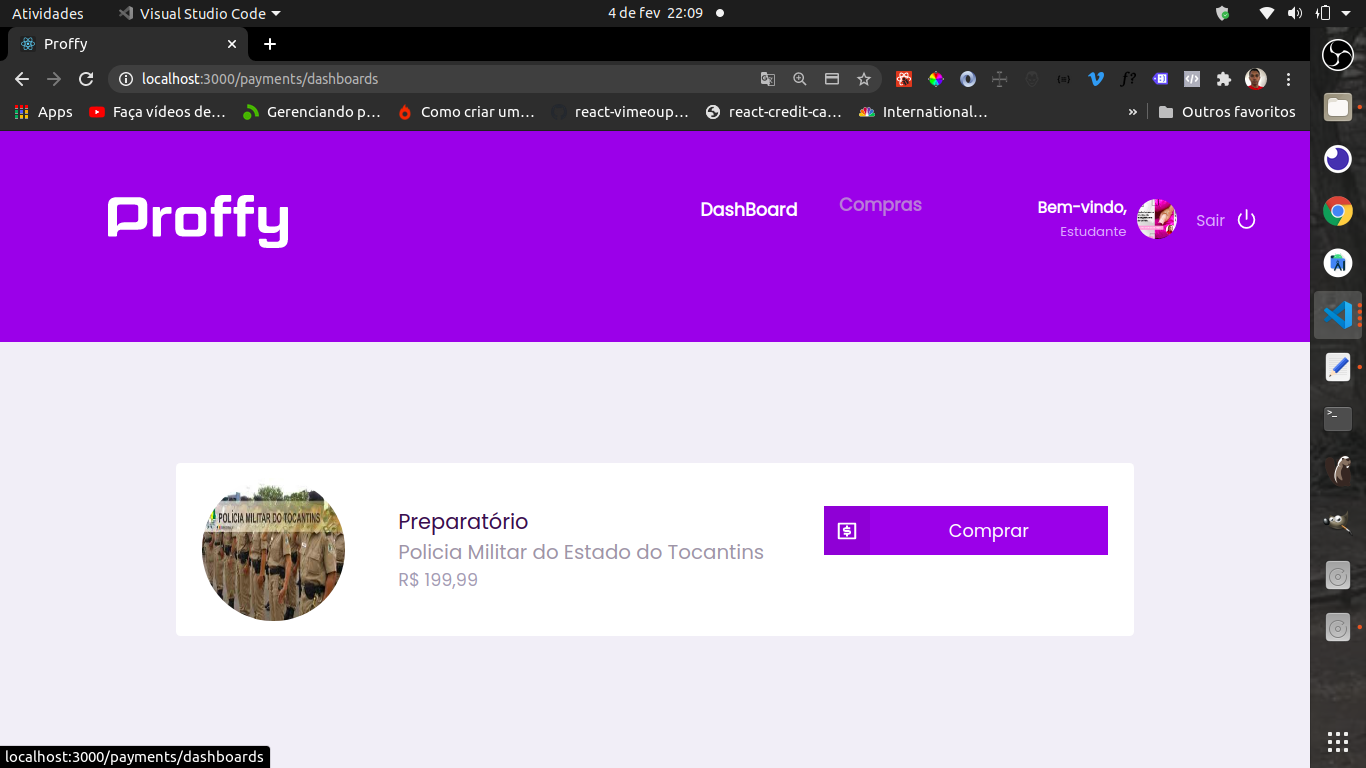 Atividades
Visual Studio Code
4 de fev 22:09
Proffy
localhost:3000/payments/dashboards
Apps
Faça vídeos de…
Gerenciando p…
Como criar um…
react-vimeoup…
react-credit-ca…
International…
»
Outros favoritos
Proffy
DashBoard
Compras
Bem-vindo,
Estudante
Sair
POLÍCIA MILITAR DO TOCANTINS
Preparatório
Policia Militar do Estado do Tocantins
R$ 199,99
Comprar
localhost:3000/payments/dashboards